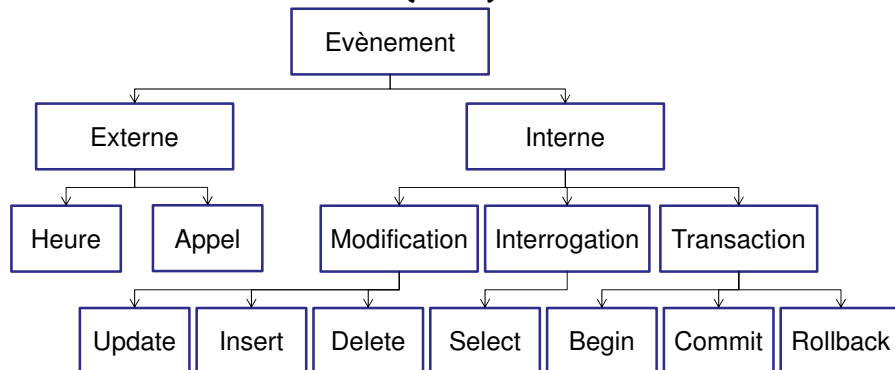 Evènement
Externe
Interne
Heure
Appel
Modification
Interrogation
Transaction
Update
Insert
Delete
Select
Begin
Commit
Rollback